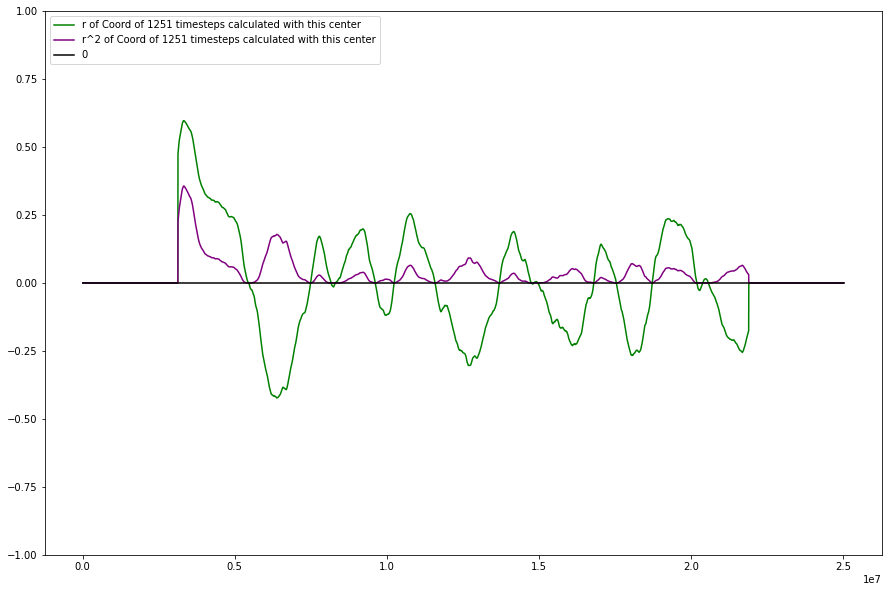 1.00
r of Coord of 1251 timesteps calculated with this center
r^2 of Coord of 1251 timesteps calculated with this center
0
0.75
0.50
0.25
0.00
−0.25
−0.50
−0.75
−1.00
0.0 0.5 1.0 1.5 2.0 2.5
1e7